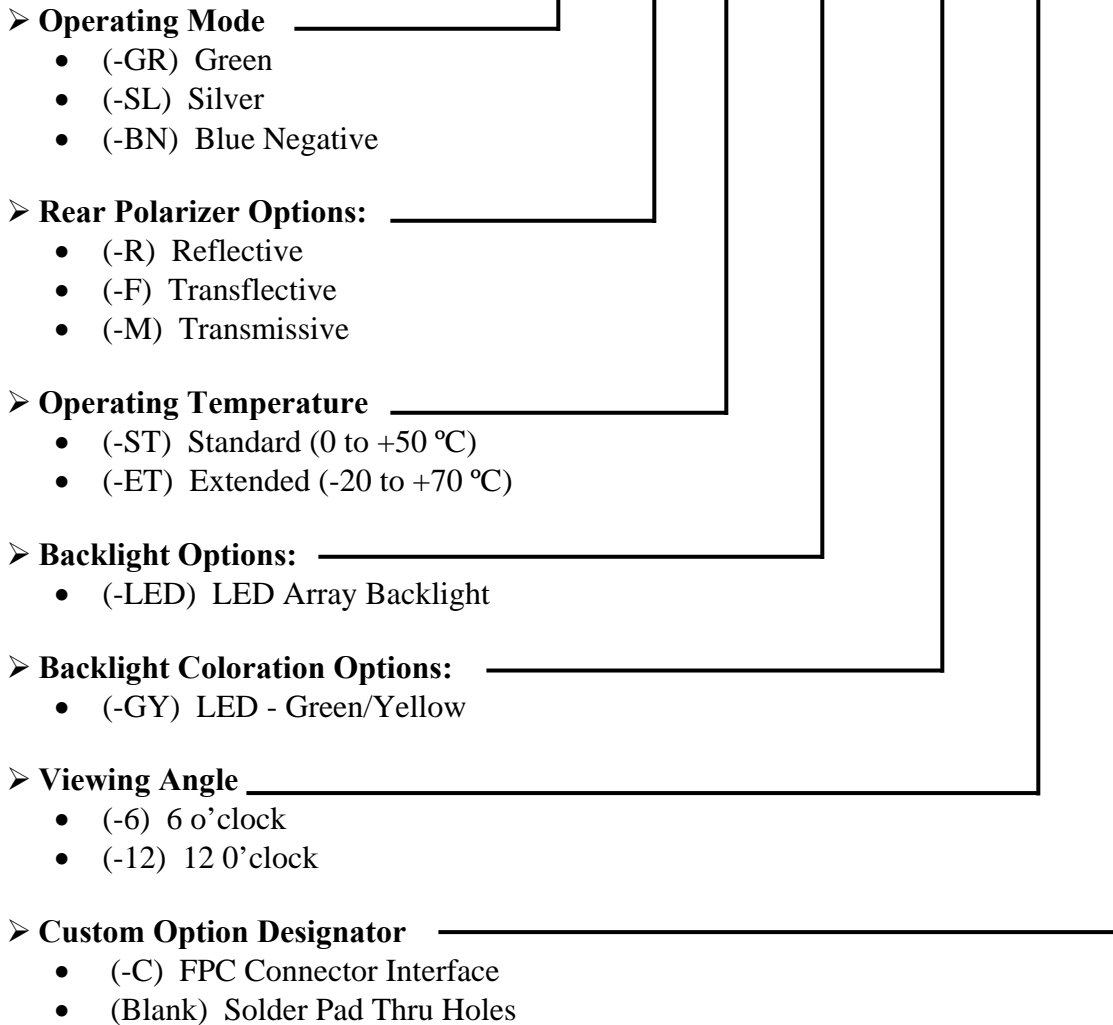 ➢ Operating Mode
• (-GR) Green
• (-SL) Silver
• (-BN) Blue Negative
➢ Rear Polarizer Options:
• (-R) Reflective
• (-F) Transflective
• (-M) Transmissive
➢ Operating Temperature
• (-ST) Standard (0 to +50 ºC)
• (-ET) Extended (-20 to +70 ºC)
➢ Backlight Options:
• (-LED) LED Array Backlight
➢ Backlight Coloration Options:
• (-GY) LED - Green/Yellow
➢ Viewing Angle
• (-6) 6 o’clock
• (-12) 12 0’clock
➢ Custom Option Designator
• (-C) FPC Connector Interface
• (Blank) Solder Pad Thru Holes